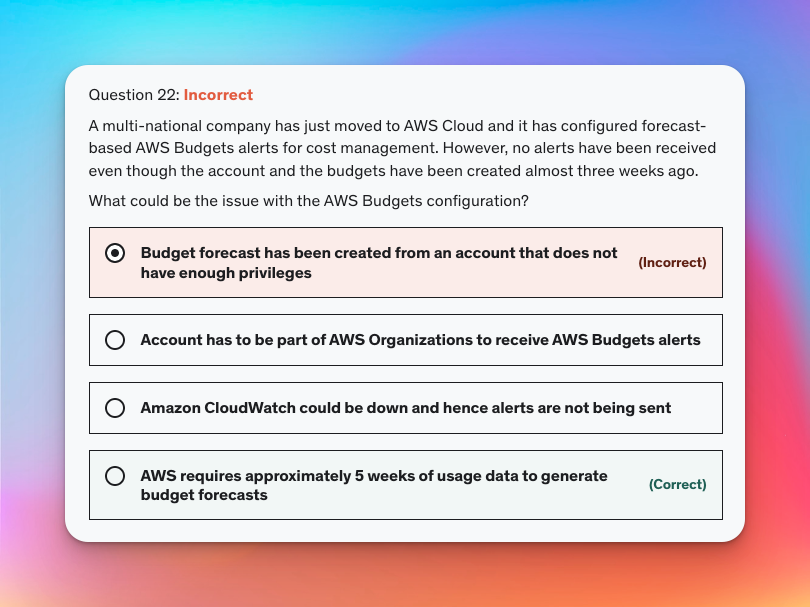 Question 22: Incorrect
A multi-national company has just moved to AWS Cloud and it has configured forecast-
based AWS Budgets alerts for cost management. However, no alerts have been received
even though the account and the budgets have been created almost three weeks ago.
What could be the issue with the AWS Budgets configuration?
Budget forecast has been created from an account that does not
have enough privileges
(Incorrect)
Account has to be part of AWS Organizations to receive AWS Budgets alerts
Amazon CloudWatch could be down and hence alerts are not being sent
AWS requires approximately 5 weeks of usage data to generate
budget forecasts
(Correct)